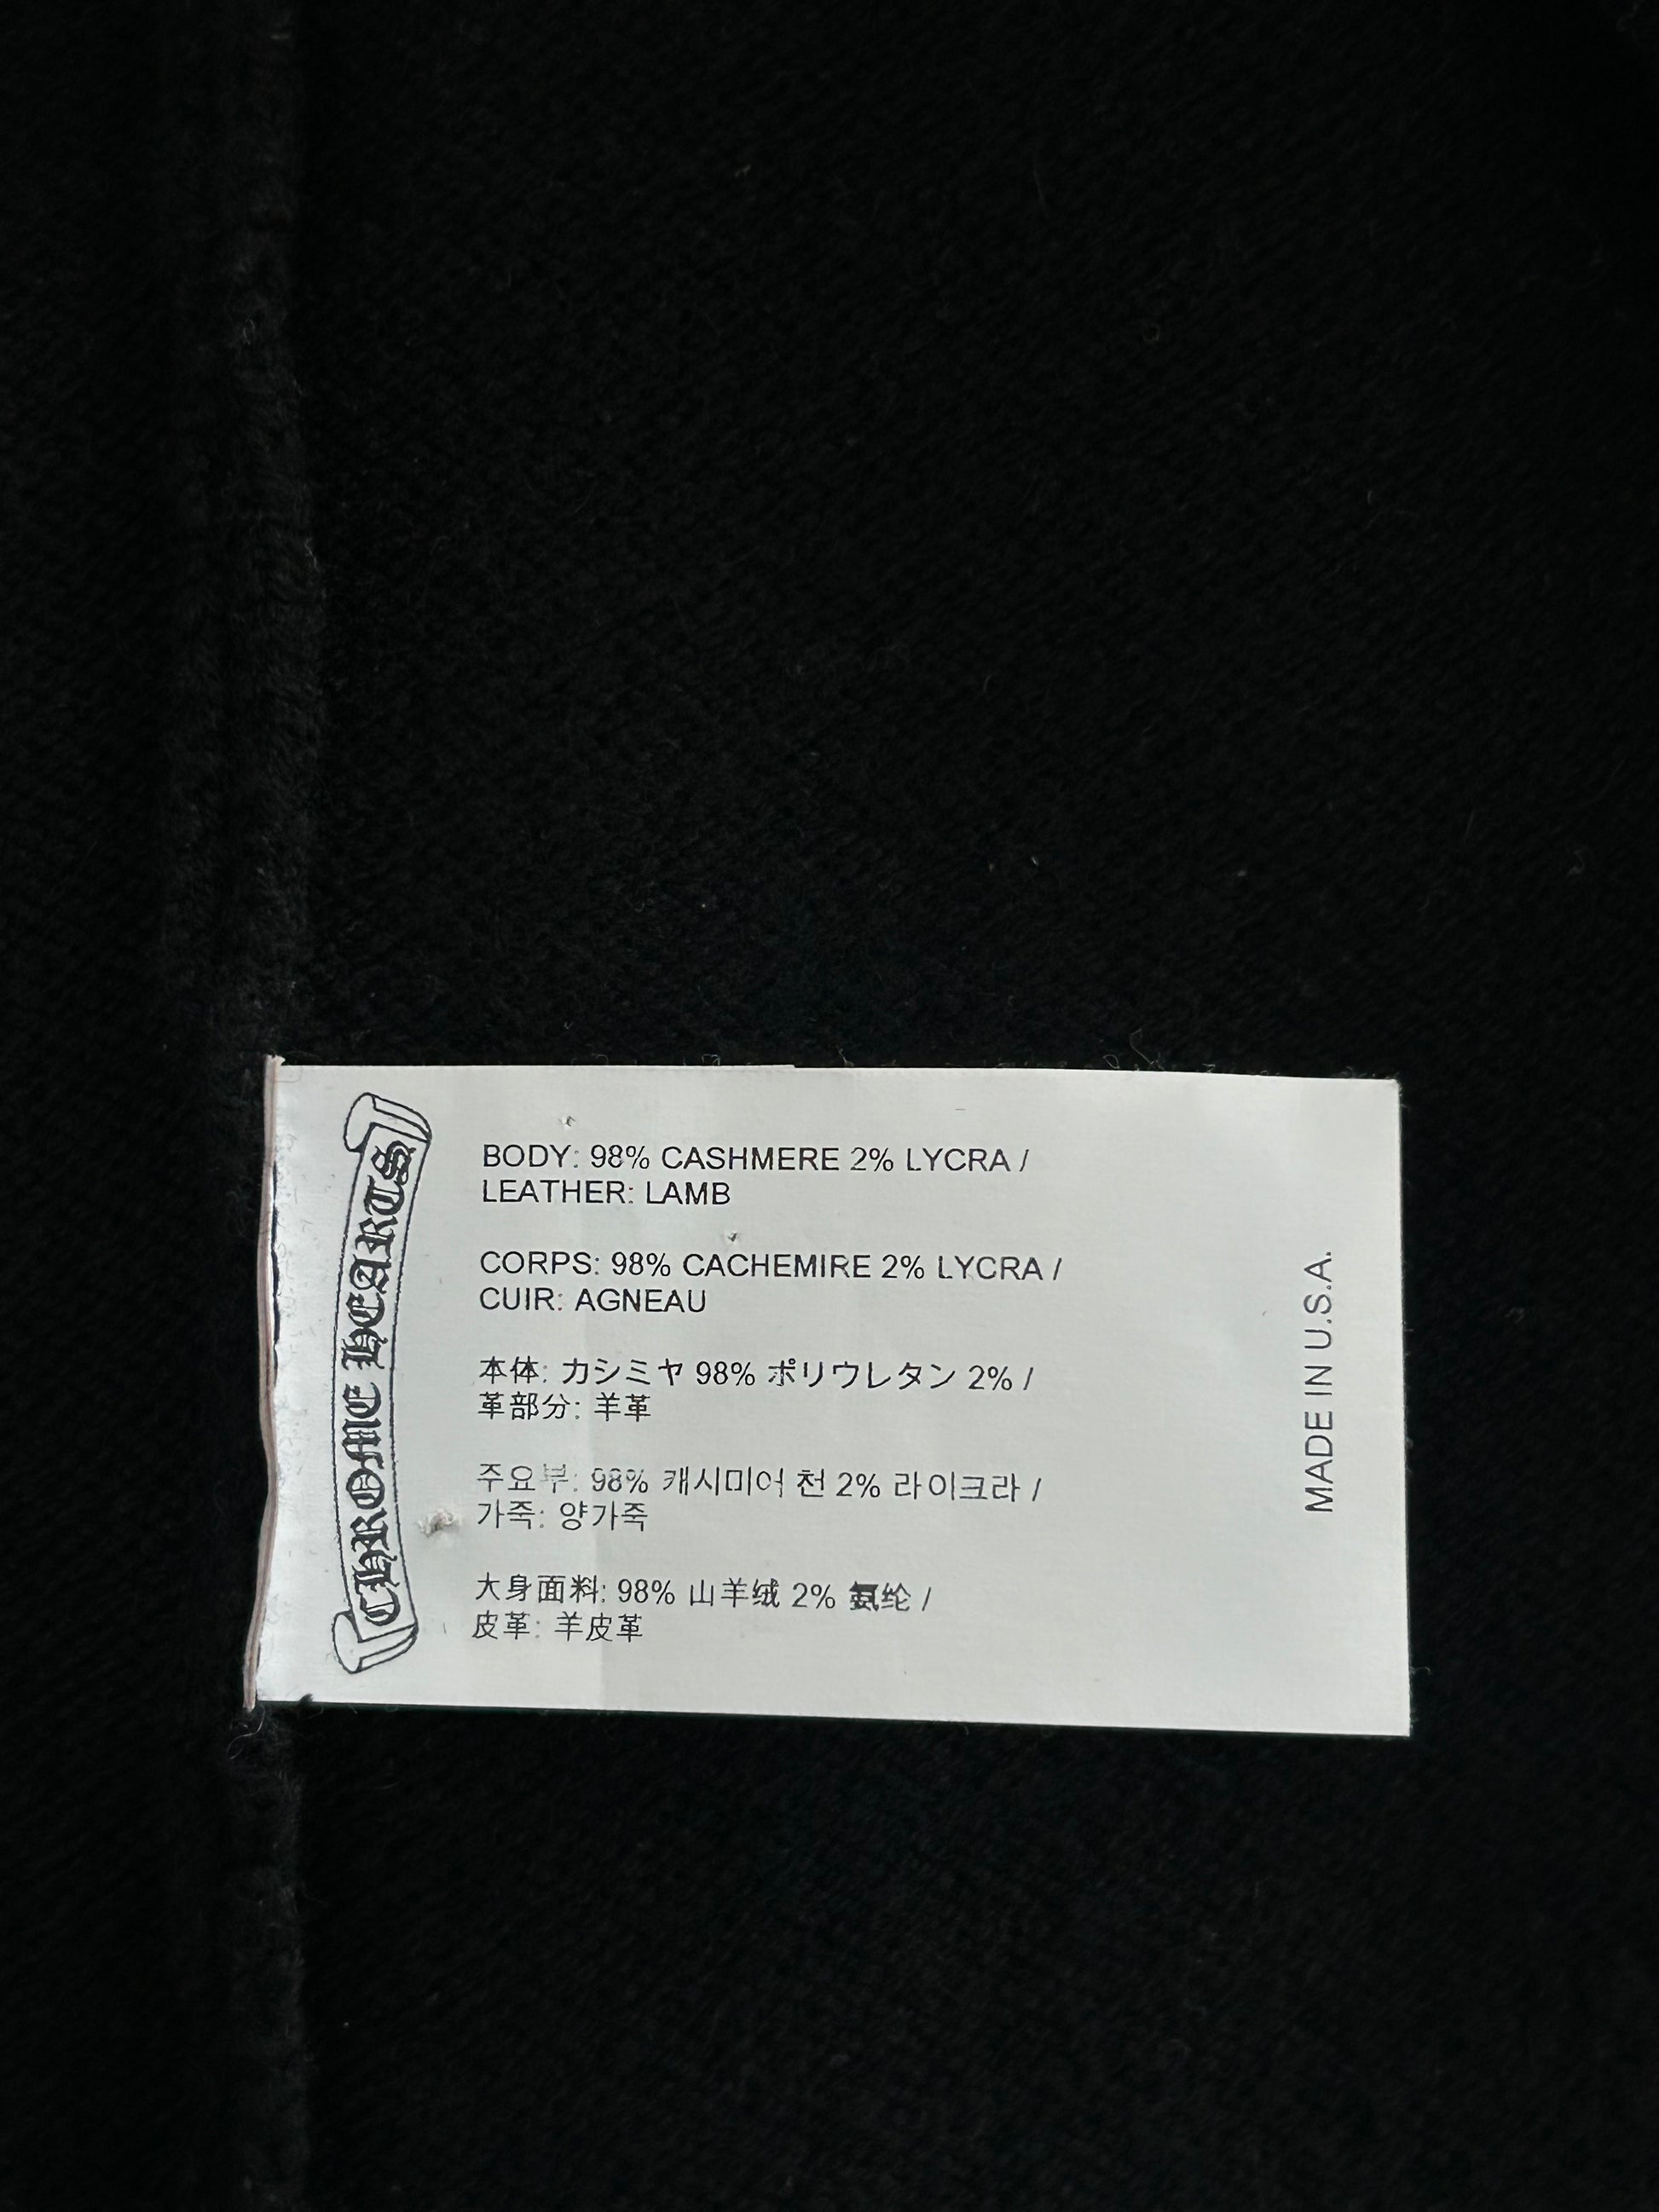 CHROME HEARTS
BODY: 98% CASHMERE 2% LYCRA /
LEATHER: LAMB
CORPS: 98% CACHEMIRE 2% LYCRA /
CUIR: AGNEAU
本体: カシミヤ 98% ポリウレタン 2% /
革部分: 羊革
주요부: 98% 캐시미어 천 2% 라이크라 /
가죽: 양가죽
大身面料: 98% 山羊绒 2% 氨纶 /
皮革: 羊皮革
MADE IN U.S.A.